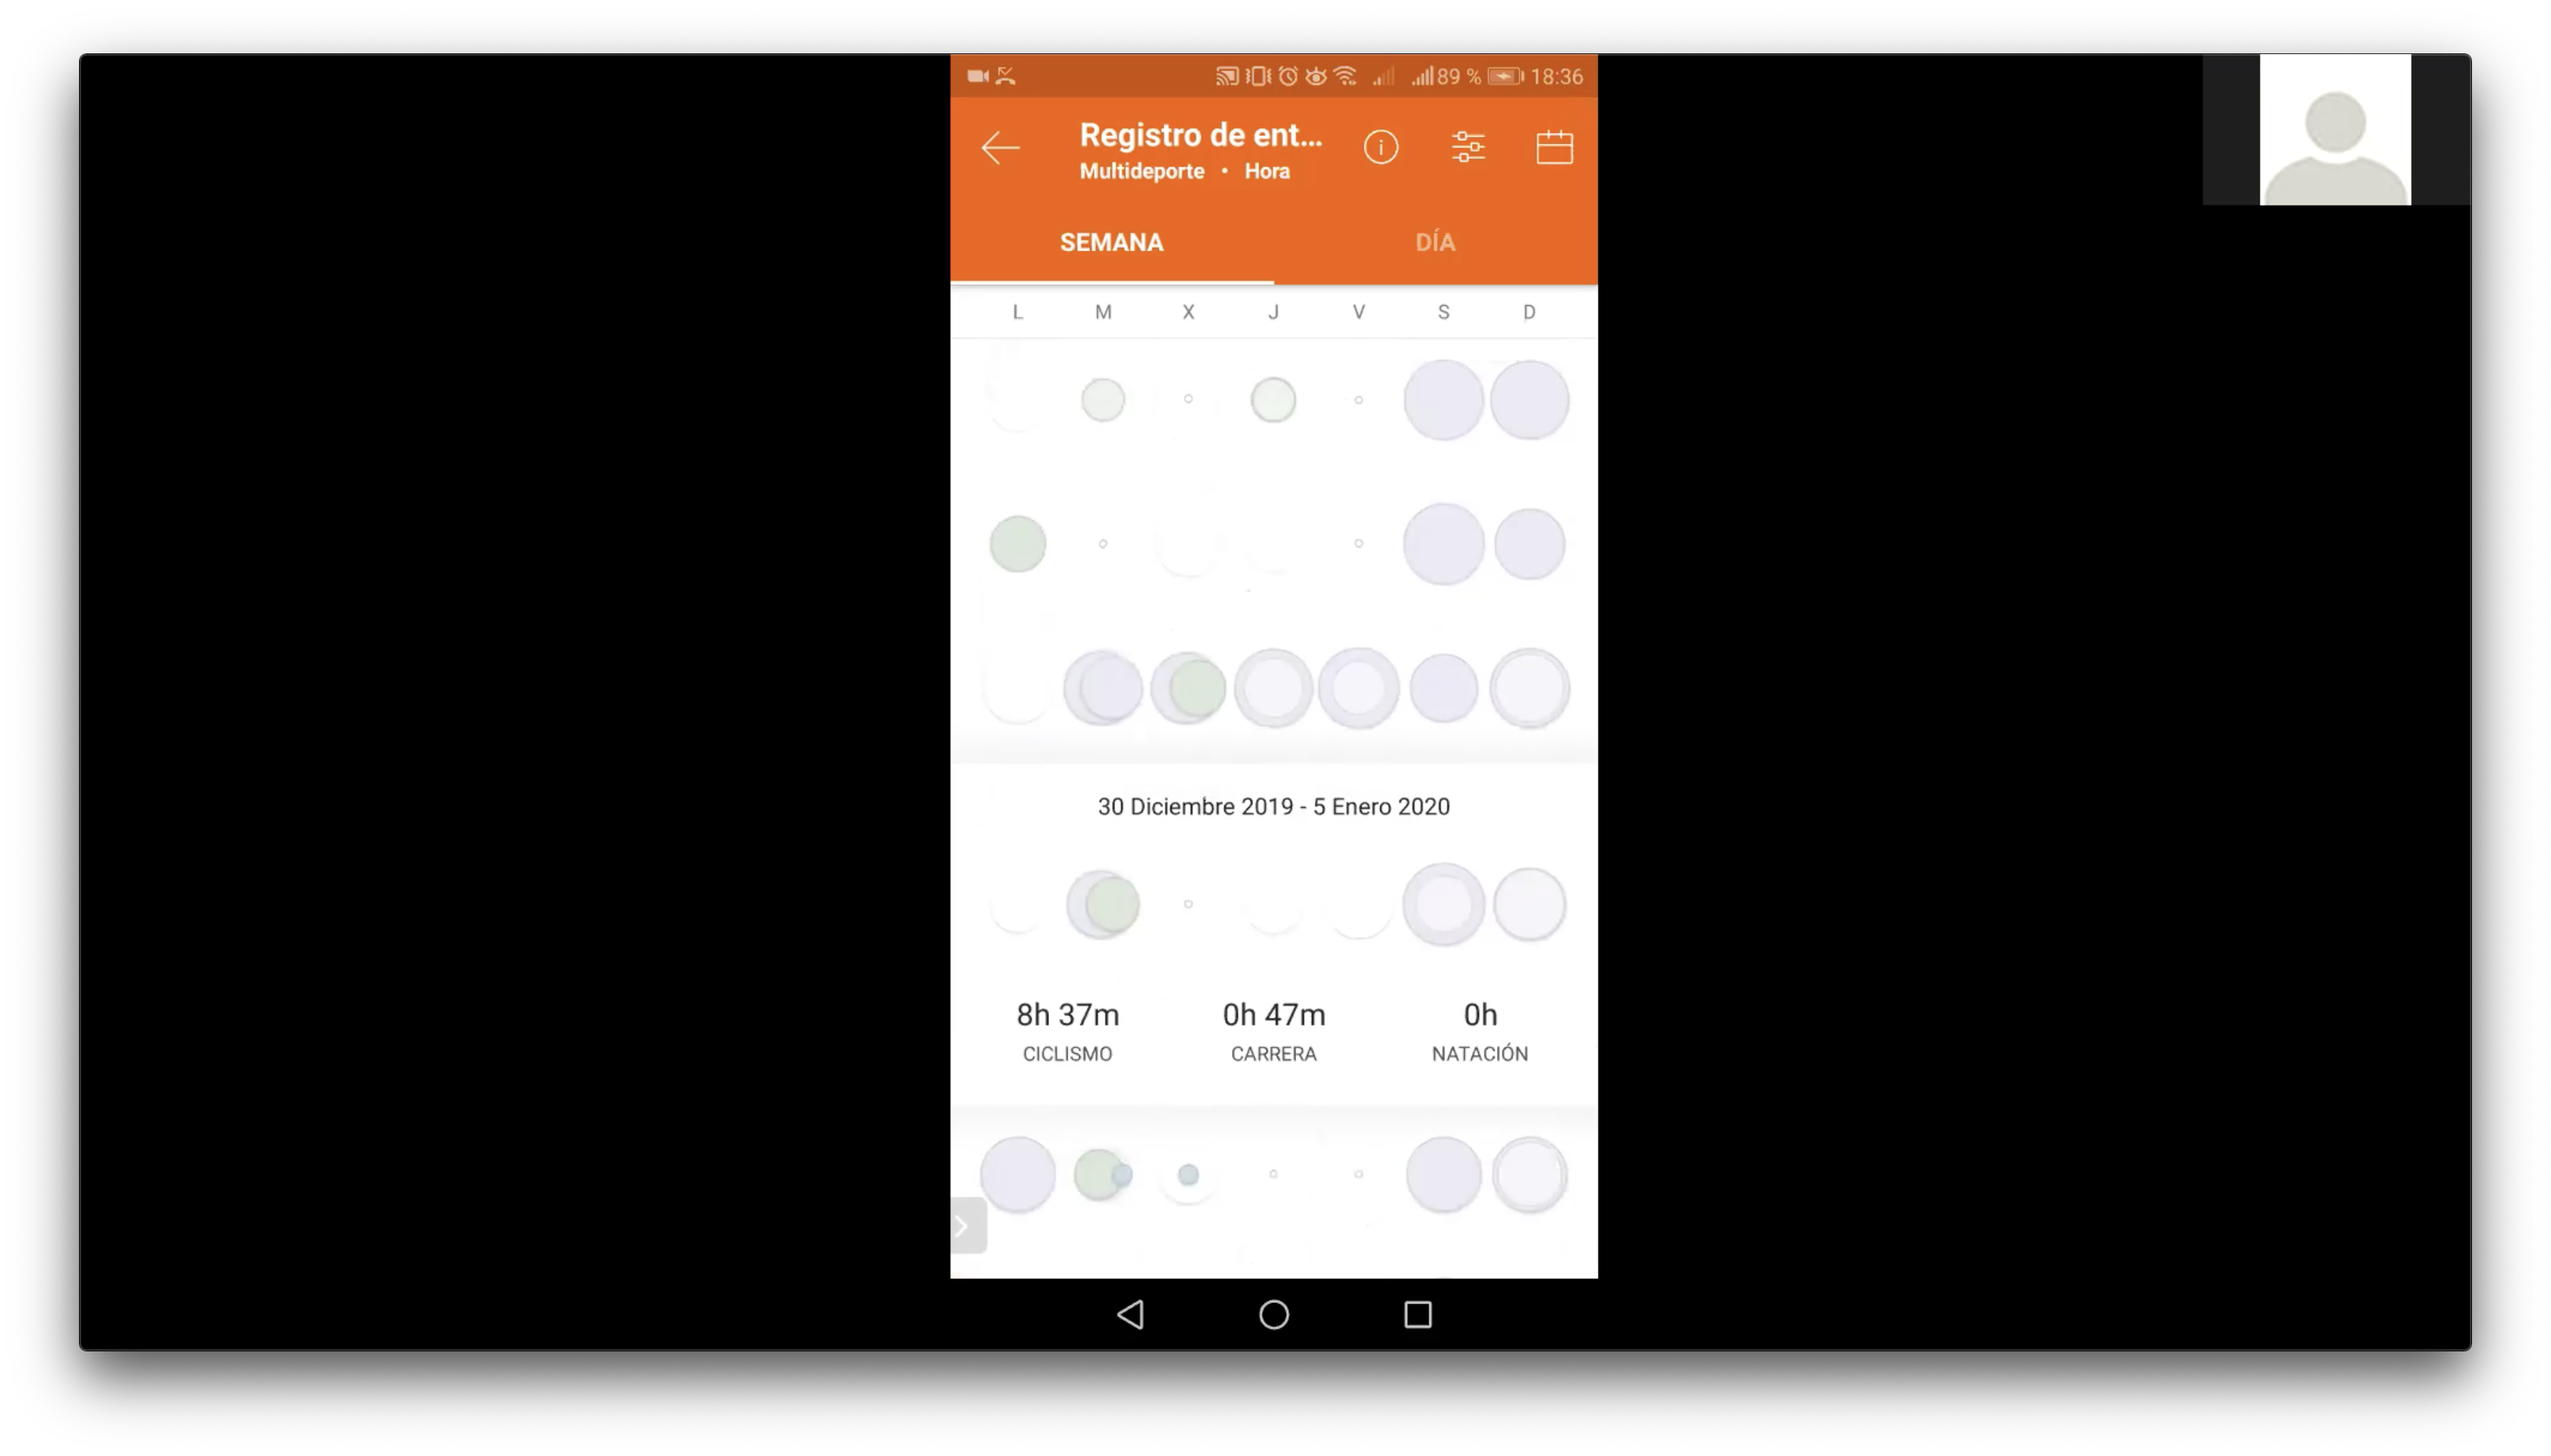 89 % 18:36
Registro de ent...
Multideporte • Hora
SEMANA DÍA
L M X J V S D
30 Diciembre 2019 - 5 Enero 2020
8h 37m 0h 47m 0h
CICLISMO CARRERA NATACIÓN